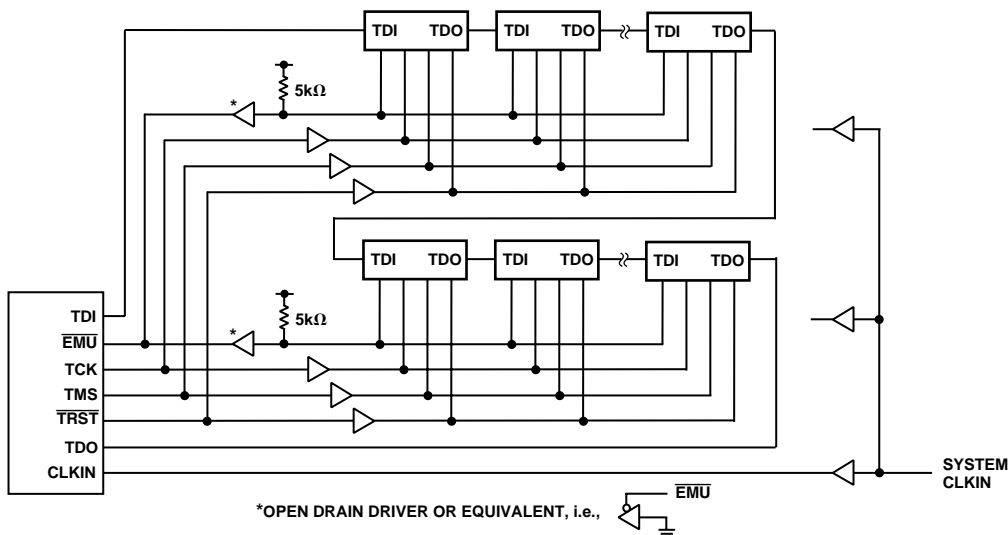 TDI TDO TDI TDO TDI TDO
5kΩ
*
TDI TDO TDI TDO TDI TDO
5kΩ
*
TDI
EMU
TCK
TMS
TRST
TDO
CLKIN
SYSTEM
CLKIN
EMU
*OPEN DRAIN DRIVER OR EQUIVALENT, i.e.,